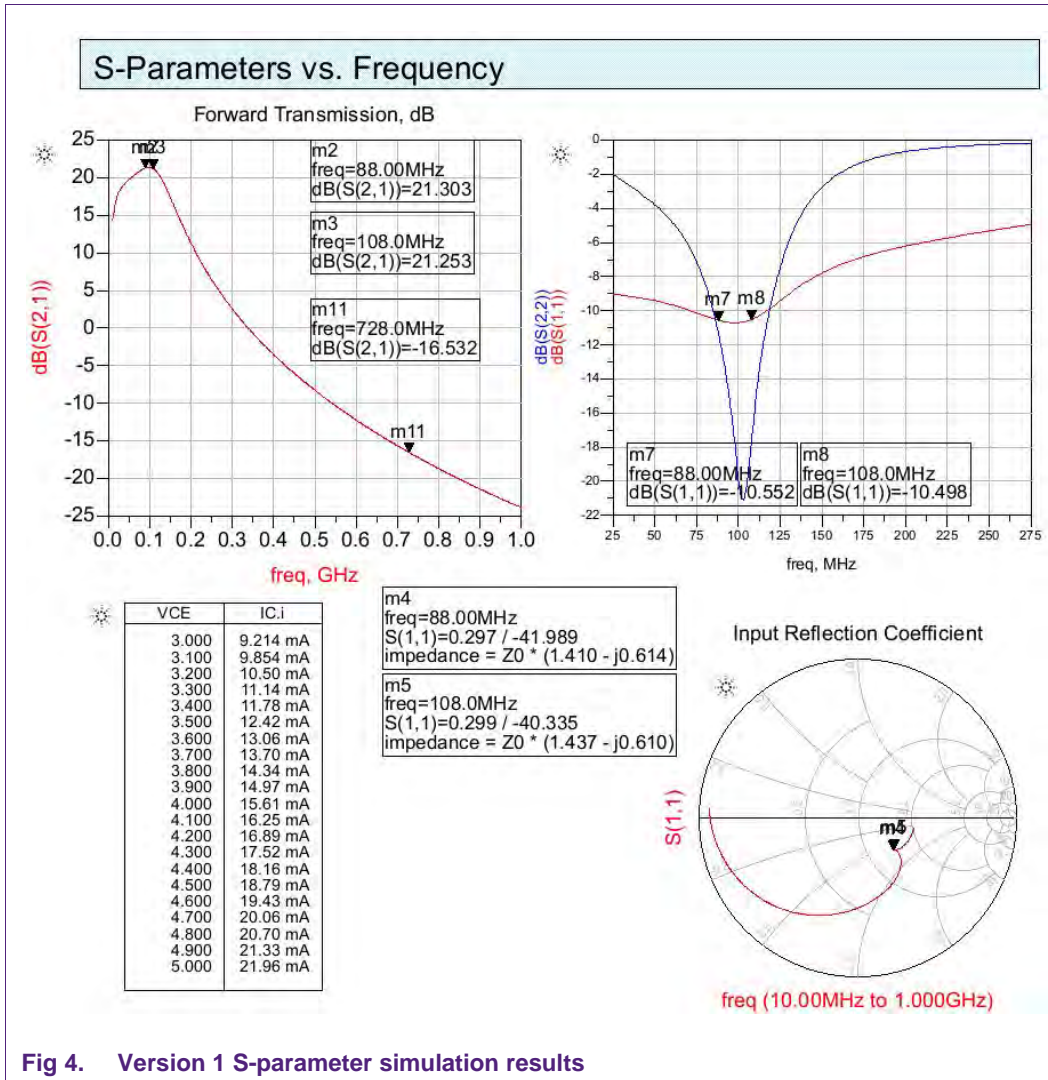 S-Parameters vs. Frequency
Forward Transmission, dB
25
20
15
10
5
0
-5
-10
-15
-20
-25
dB(S(2,1))
m2
freq=88.00MHz
dB(S(2,1))=21.303
m3
freq=108.0MHz
dB(S(2,1))=21.253
m11
freq=728.0MHz
dB(S(2,1))=-16.532
m11
0.0 0.1 0.2 0.3 0.4 0.5 0.6 0.7 0.8 0.9 1.0
freq, GHz
0
-2
-4
-6
-8
-10
-12
-14
-16
-18
-20
-22
dB(S(2,2))
dB(S(1,1))
m7 m8
m7
freq=88.00MHz
dB(S(1,1))=-10.552
m8
freq=108.0MHz
dB(S(1,1))=-10.498
25 50 75 100 125 150 175 200 225 250 275
freq, MHz
VCE IC.i
3.000 9.214 mA
3.100 9.854 mA
3.200 10.50 mA
3.300 11.14 mA
3.400 11.78 mA
3.500 12.42 mA
3.600 13.06 mA
3.700 13.70 mA
3.800 14.34 mA
3.900 14.97 mA
4.000 15.61 mA
4.100 16.25 mA
4.200 16.89 mA
4.300 17.52 mA
4.400 18.16 mA
4.500 18.79 mA
4.600 19.43 mA
4.700 20.06 mA
4.800 20.70 mA
4.900 21.33 mA
5.000 21.96 mA
m4
freq=88.00MHz
S(1,1)=0.297 / -41.989
impedance = Z0 * (1.410 - j0.614)
m5
freq=108.0MHz
S(1,1)=0.299 / -40.335
impedance = Z0 * (1.437 - j0.610)
Input Reflection Coefficient
S(1,1)
freq (10.00MHz to 1.000GHz)
Fig 4. Version 1 S-parameter simulation results